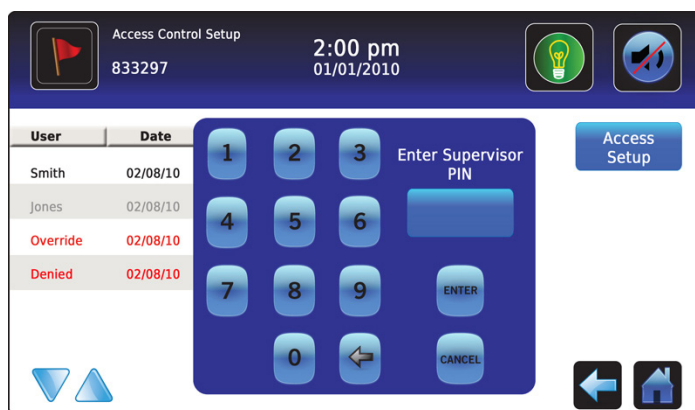 Access Control Setup
833297
2:00 pm
01/01/2010
User Date
Smith 02/08/10
Jones 02/08/10
Override 02/08/10
Denied 02/08/10
1 2 3
4 5 6
7 8 9
0
Enter Supervisor
PIN
ENTER
CANCEL
Access
Setup